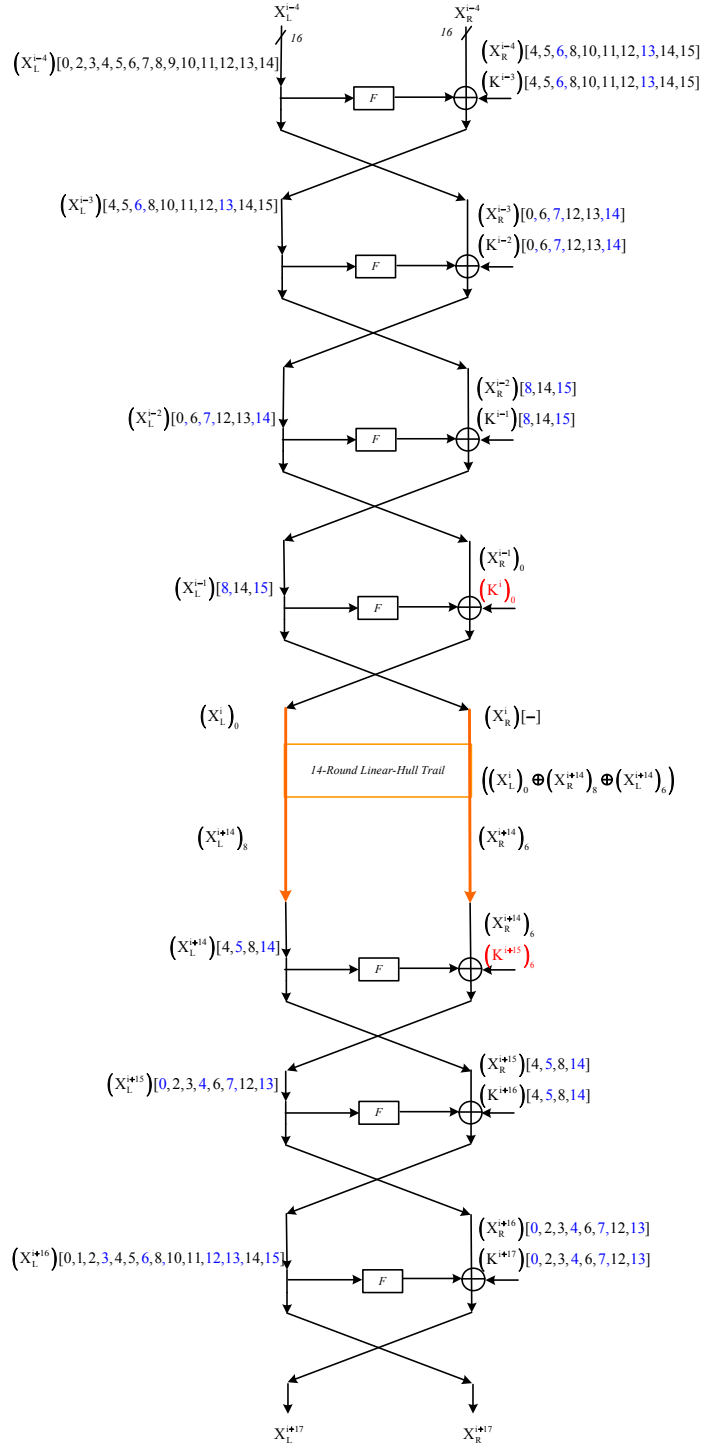 X_L^{i−4} X_R^{i−4}
16 16
(X_L^{i−4})[0,2,3,4,5,6,7,8,9,10,11,12,13,14] (X_R^{i−4})[4,5,6,8,10,11,12,13,14,15]
F (K^{i−3})[4,5,6,8,10,11,12,13,14,15]
(X_L^{i−3})[4,5,6,8,10,11,12,13,14,15] (X_R^{i−3})[0,6,7,12,13,14]
F (K^{i−2})[0,6,7,12,13,14]
(X_L^{i−2})[0,6,7,12,13,14] (X_R^{i−2})[8,14,15]
F (K^{i−1})[8,14,15]
(X_L^{i−1})[8,14,15] (X_R^{i−1})_0
F (K^i)_0
(X_L^i)_0 (X_R^i)[−]
14-Round Linear-Hull Trail ((X_L^i)_0⊕(X_R^{i+14})_8⊕(X_L^{i+14})_6)
(X_L^{i+14})_8 (X_R^{i+14})_6
(X_L^{i+14})[4,5,8,14] (X_R^{i+14})_6
F (K^{i+15})_6
(X_L^{i+15})[0,2,3,4,6,7,12,13] (X_R^{i+15})[4,5,8,14]
F (K^{i+16})[4,5,8,14]
(X_L^{i+16})[0,1,2,3,4,5,6,8,10,11,12,13,14,15] (X_R^{i+16})[0,2,3,4,6,7,12,13]
F (K^{i+17})[0,2,3,4,6,7,12,13]
X_L^{i+17} X_R^{i+17}